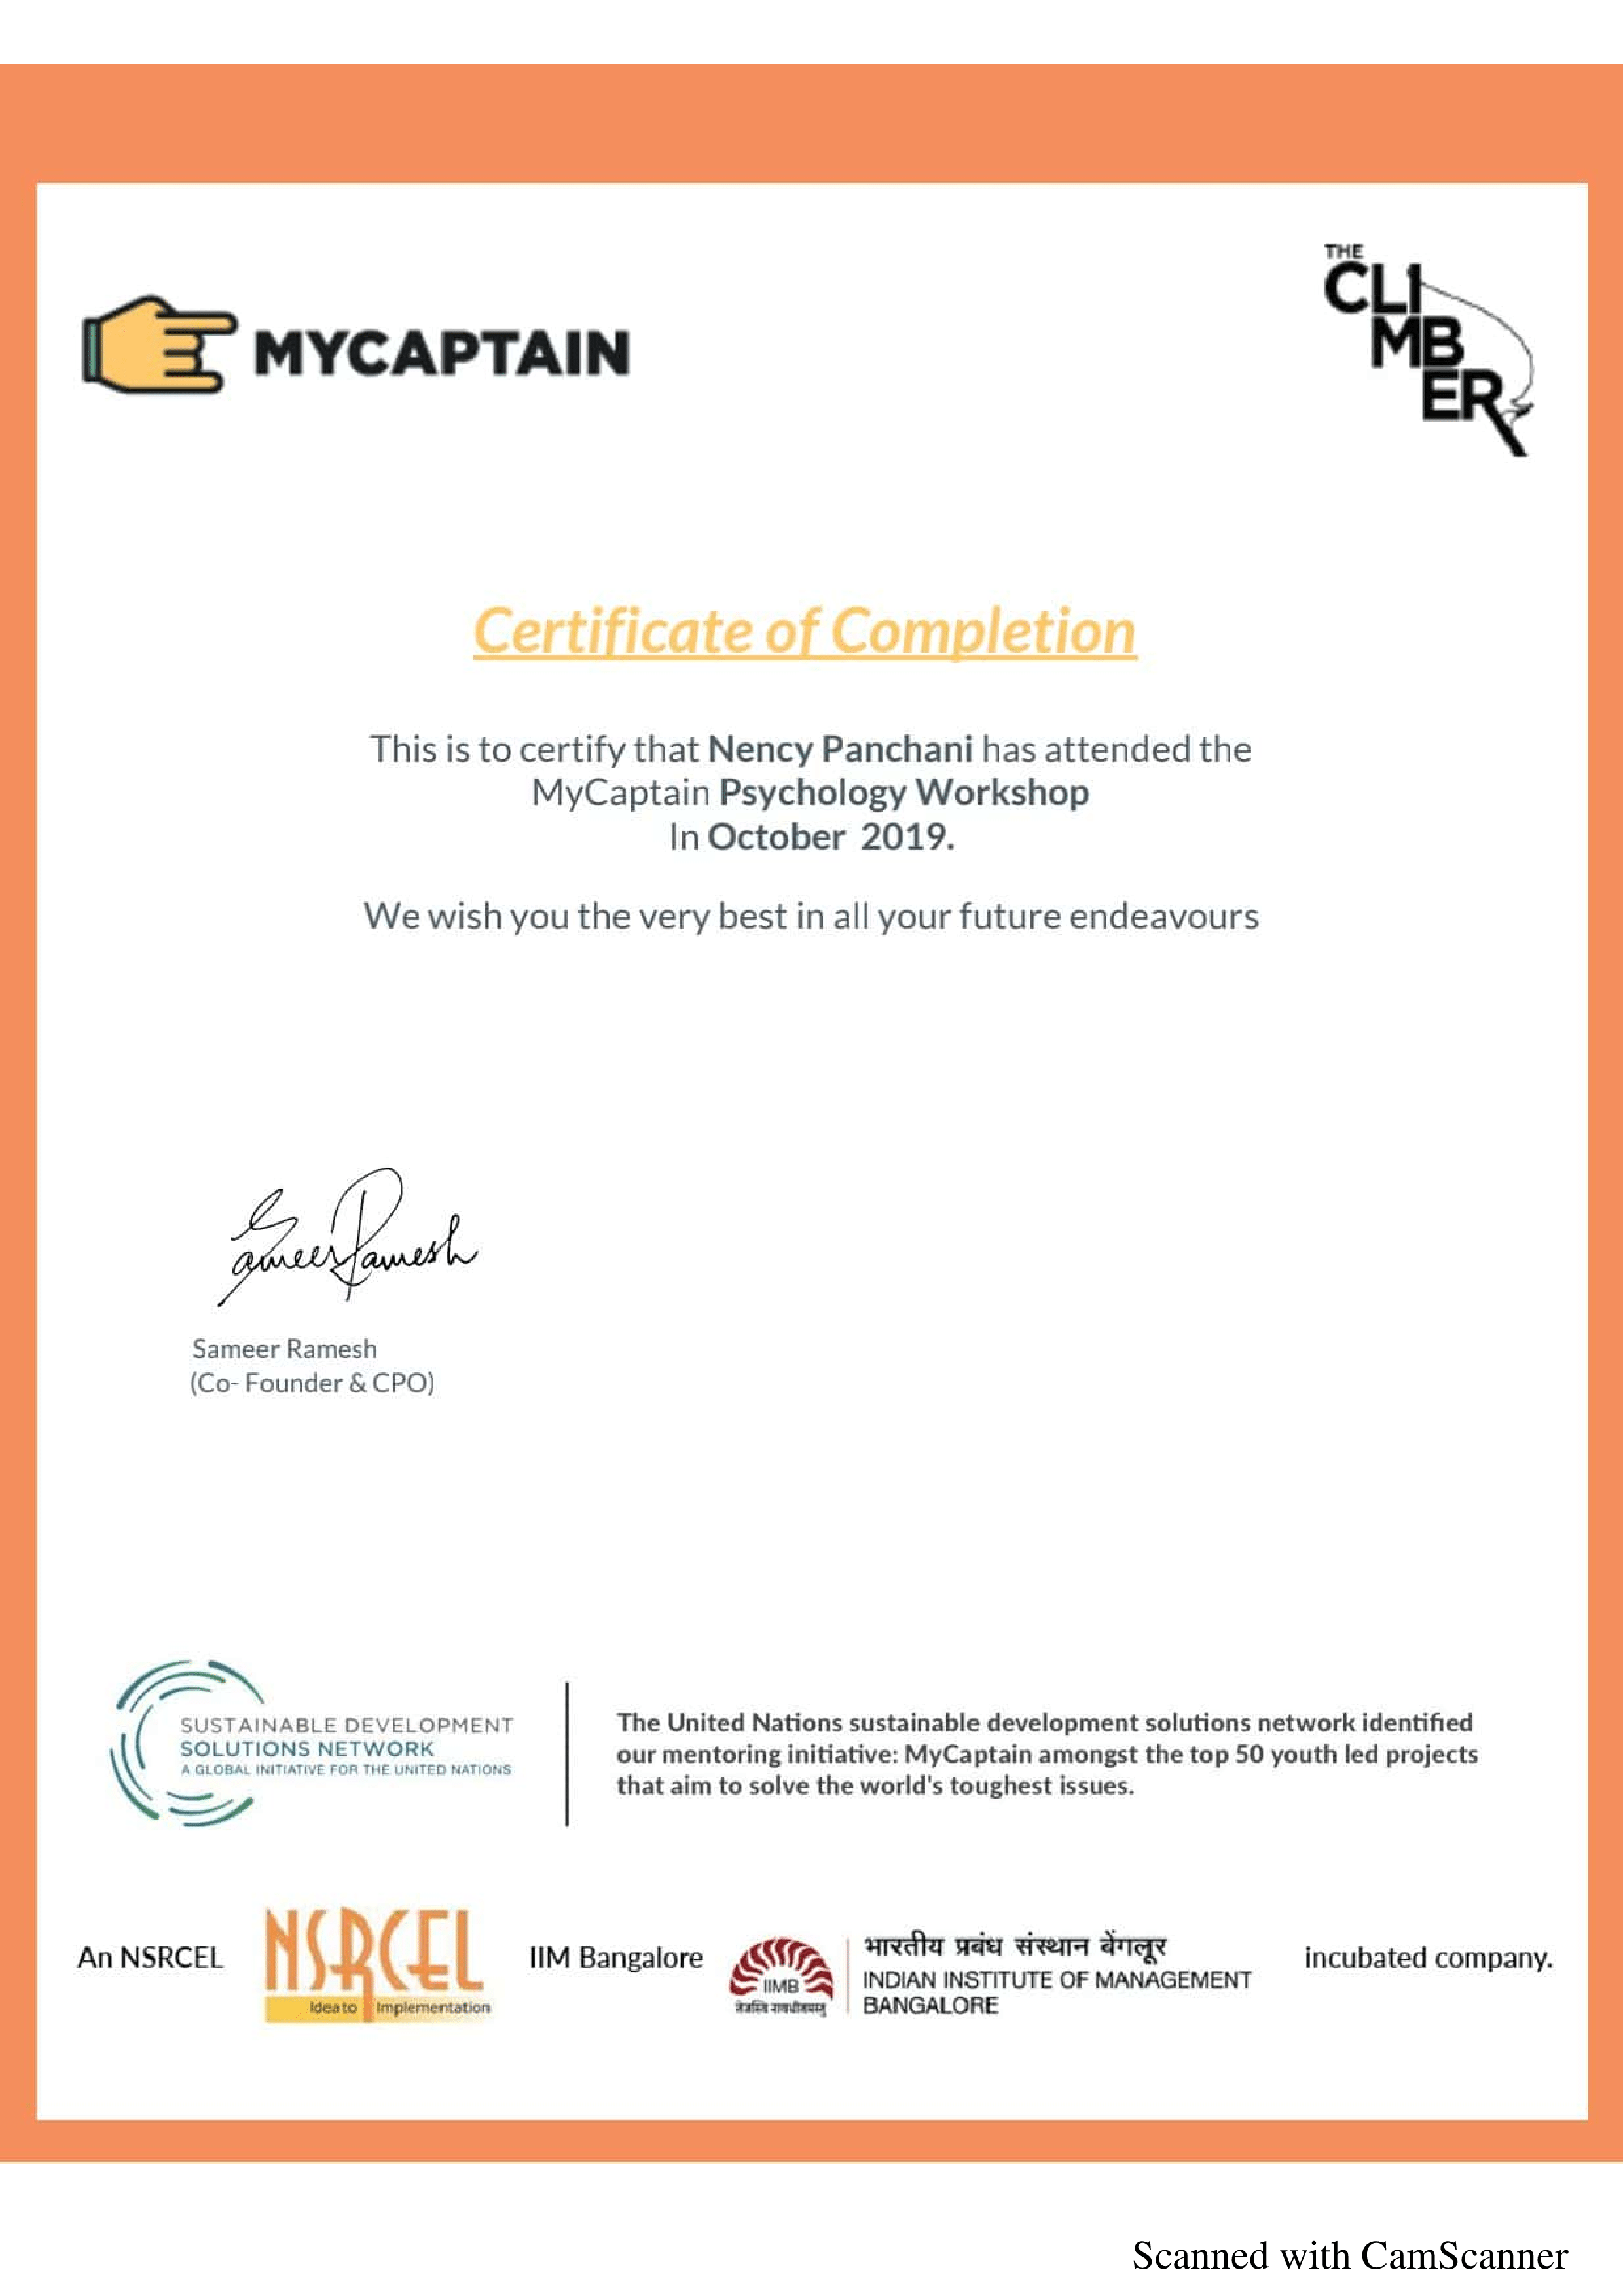 MYCAPTAIN
THE
CLI
MB
ER
Certificate of Completion
This is to certify that Nency Panchani has attended the
MyCaptain Psychology Workshop
In October 2019.
We wish you the very best in all your future endeavours
Sameer Ramesh
Sameer Ramesh
(Co- Founder & CPO)
SUSTAINABLE DEVELOPMENT
SOLUTIONS NETWORK
A GLOBAL INITIATIVE FOR THE UNITED NATIONS
The United Nations sustainable development solutions network identified
our mentoring initiative: MyCaptain amongst the top 50 youth led projects
that aim to solve the world's toughest issues.
An NSRCEL
NSRCEL
Idea to Implementation
IIM Bangalore
IIMB
भारतीय प्रबंध संस्थान बेंगलूर
INDIAN INSTITUTE OF MANAGEMENT
BANGALORE
incubated company.
Scanned with CamScanner